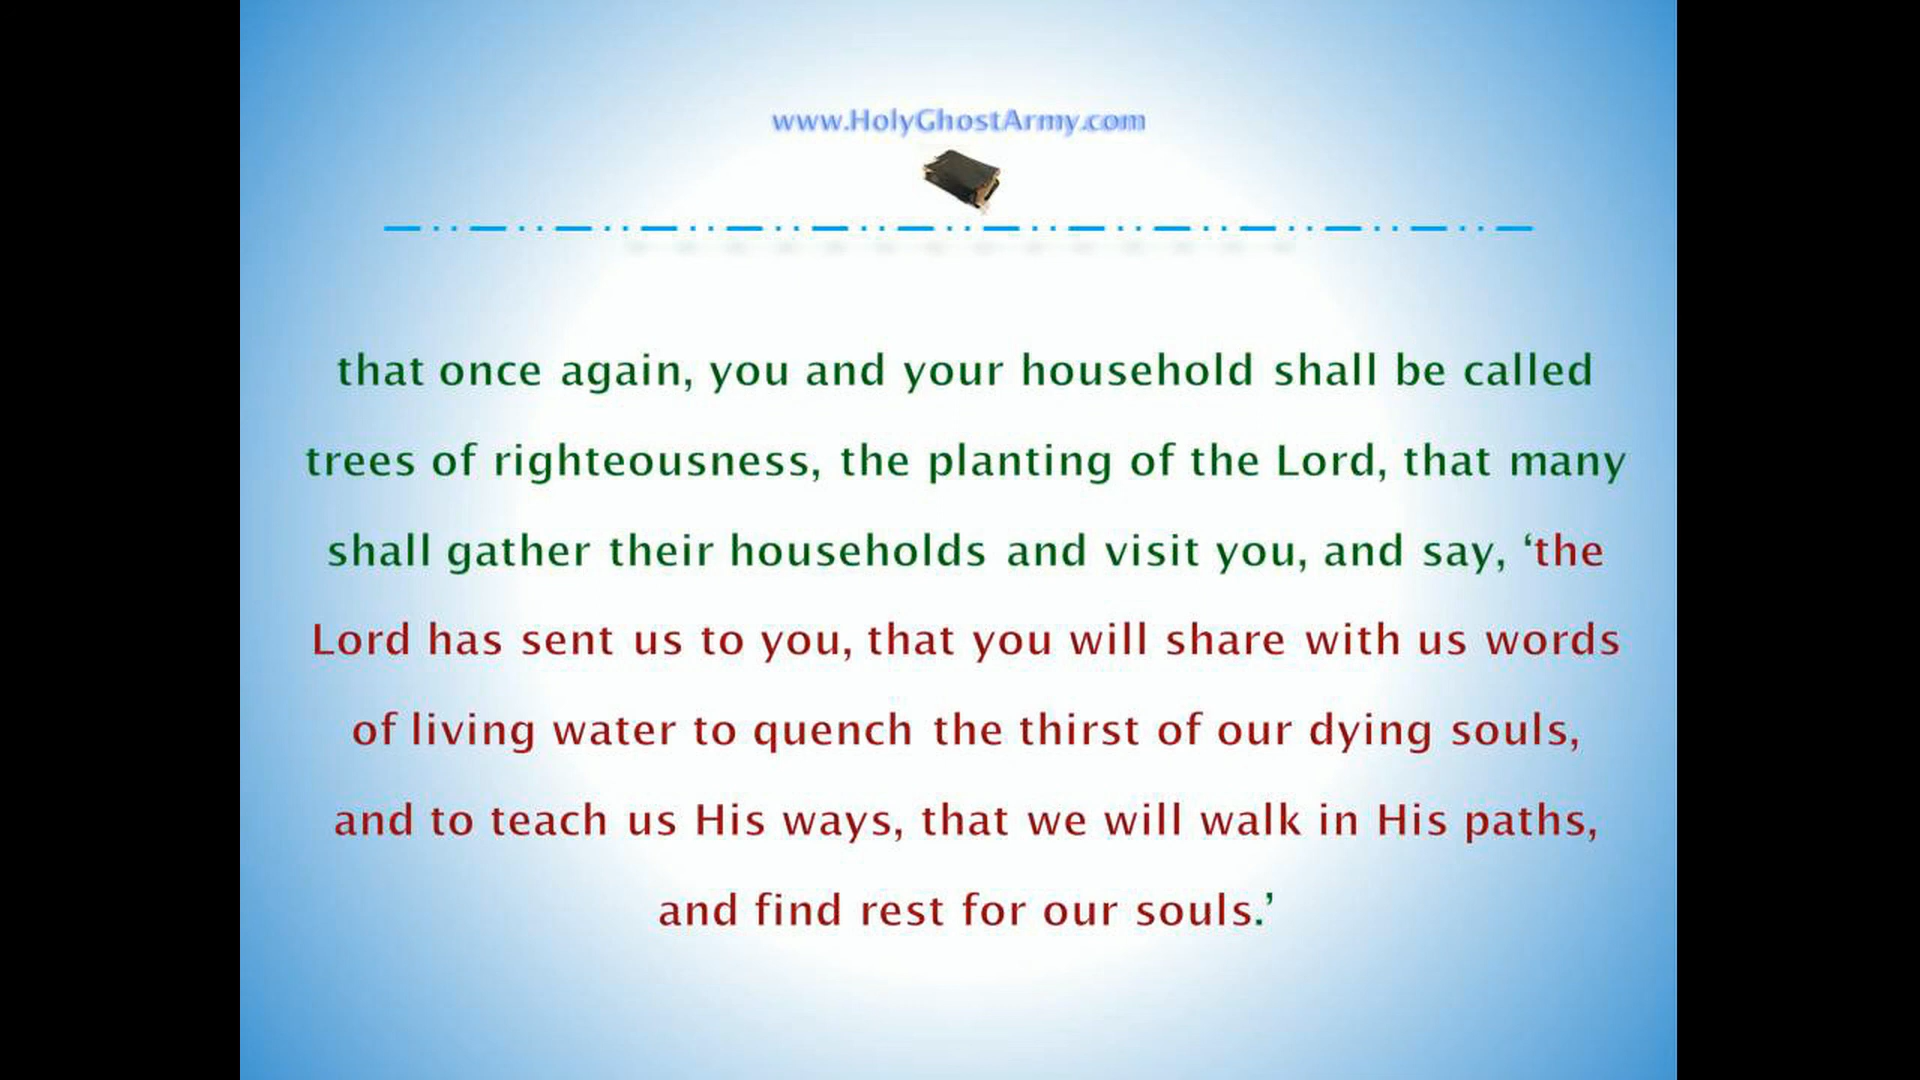 www.HolyGhostArmy.com
that once again, you and your household shall be called
trees of righteousness, the planting of the Lord, that many
shall gather their households and visit you, and say, ‘the
Lord has sent us to you, that you will share with us words
of living water to quench the thirst of our dying souls,
and to teach us His ways, that we will walk in His paths,
and find rest for our souls.’